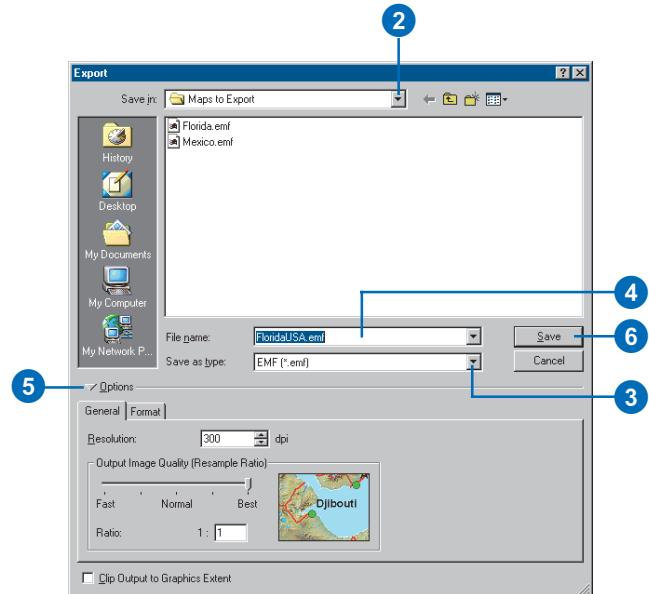 2
Export
Save in: Maps to Export
Florida.emf
Mexico.emf
History
Desktop
My Documents
My Computer
My Network P...
4
File name: FloridaUSA.emf Save 6
Save as type: EMF (*.emf) Cancel
3
5 Options
General Format
Resolution: 300 dpi
Output Image Quality (Resample Ratio)
Fast Normal Best
Djibouti
Ratio: 1 : 1
Clip Output to Graphics Extent